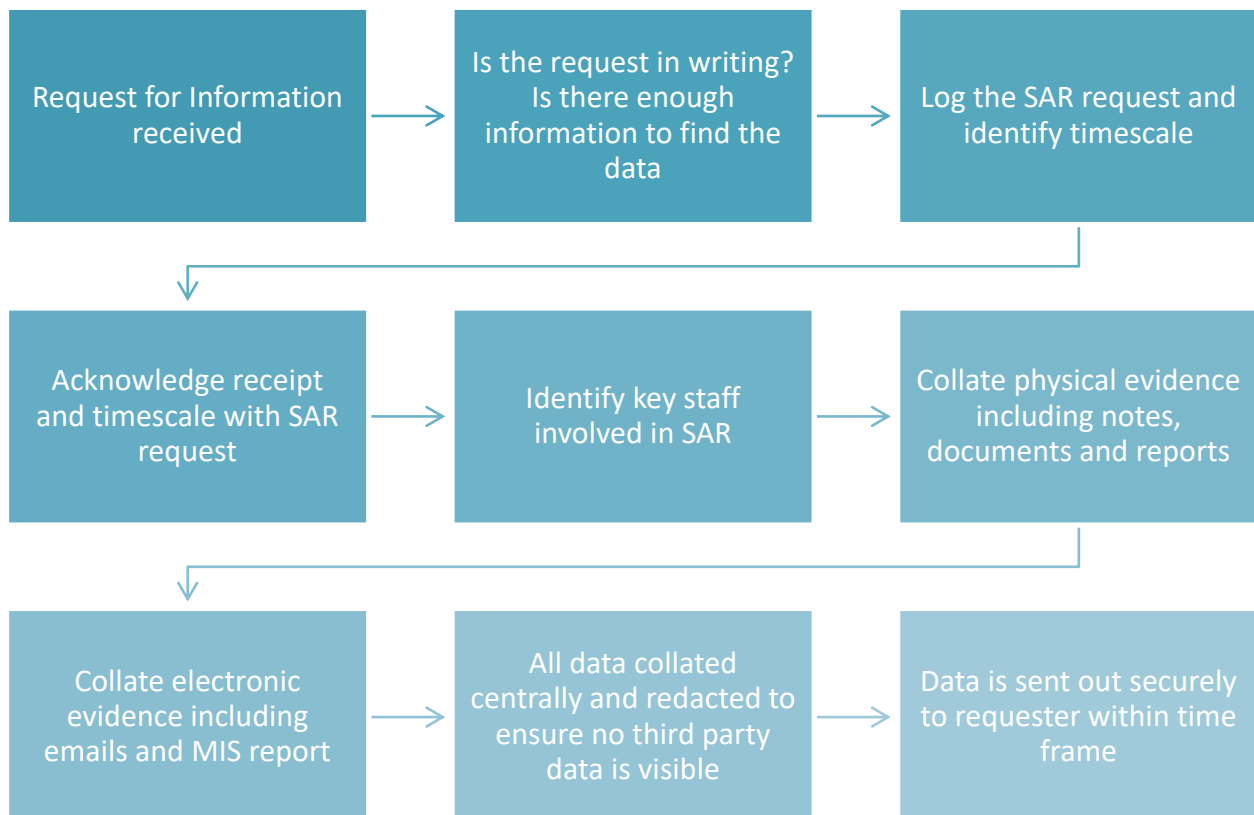 Request for Information
received
Is the request in writing?
Is there enough
information to find the
data
Log the SAR request and
identify timescale
Acknowledge receipt
and timescale with SAR
request
Identify key staff
involved in SAR
Collate physical evidence
including notes,
documents and reports
Collate electronic
evidence including
emails and MIS report
All data collated
centrally and redacted to
ensure no third party
data is visible
Data is sent out securely
to requester within time
frame